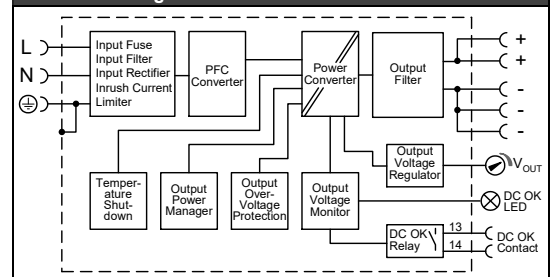 L
N
Input Fuse
Input Filter
Input Rectifier
Inrush Current
Limiter
PFC
Converter
Power
Converter
Output
Filter
+
+
-
-
-
Output
Voltage
Regulator
VOUT
Temper-
ature
Shut-
down
Output
Power
Manager
Output
Over-
Voltage
Protection
Output
Voltage
Monitor
DC OK
LED
DC OK
Relay
13
14
DC OK
Contact